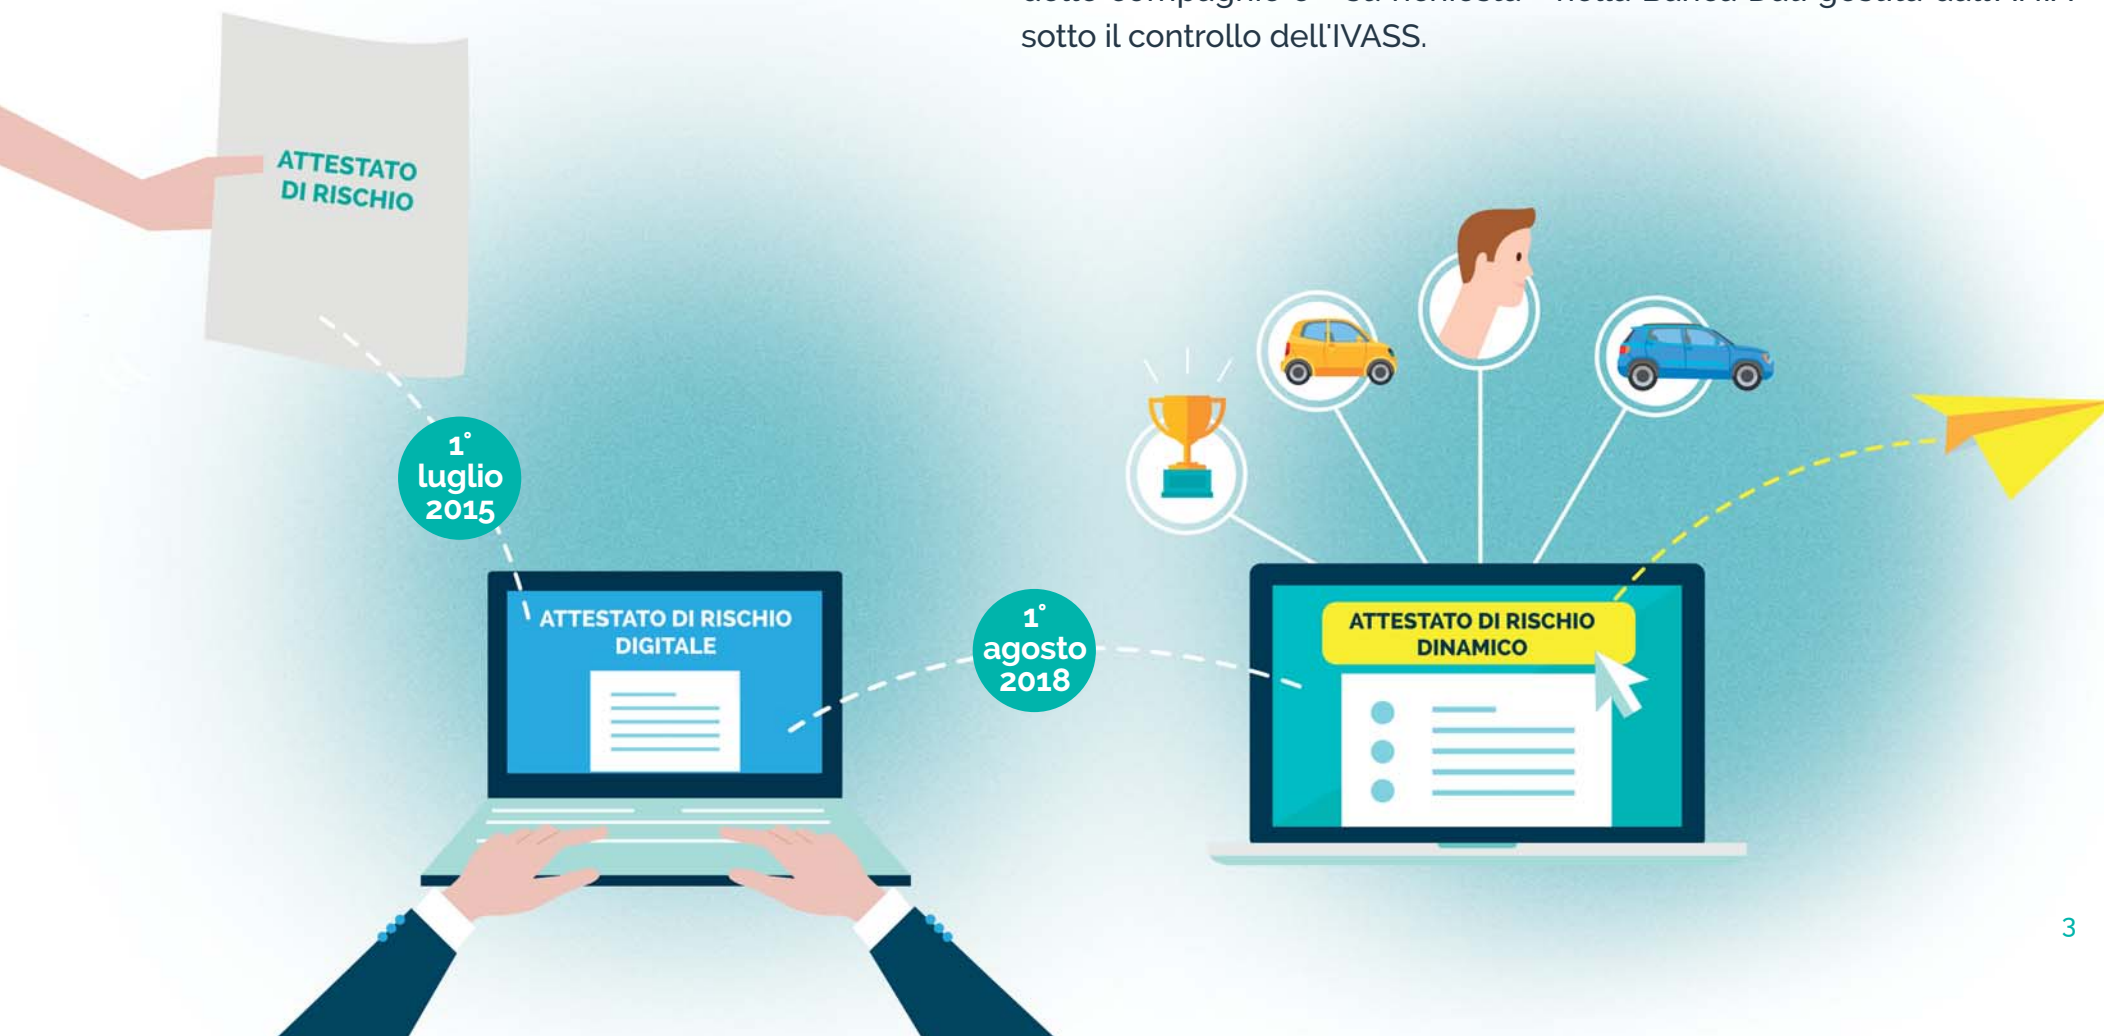 sotto il controllo dell'IVASS.
ATTESTATO
DI RISCHIO
1°
luglio
2015
ATTESTATO DI RISCHIO
DIGITALE
1°
agosto
2018
ATTESTATO DI RISCHIO
DINAMICO
3